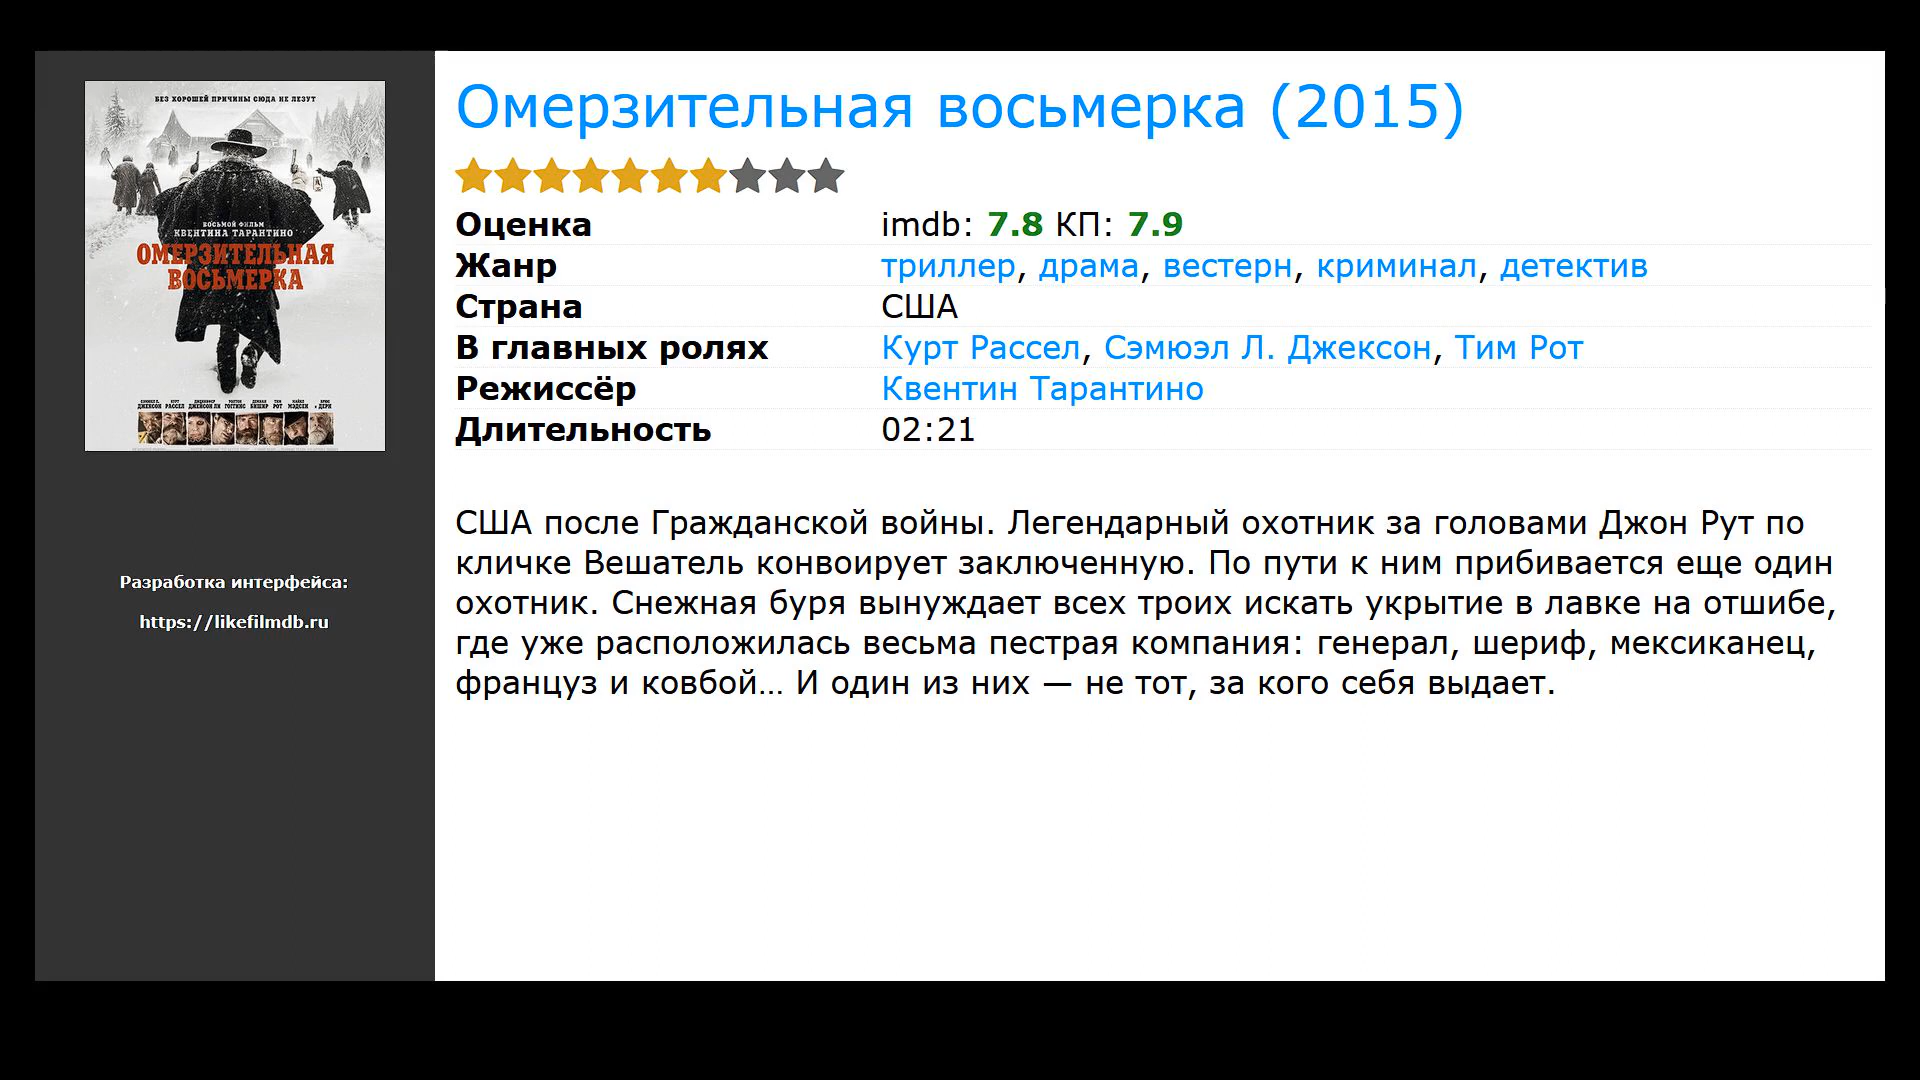 БЕЗ ХОРОШЕЙ ПРИЧИНЫ СЮДА НЕ ЛЕЗУТ
ВОСЬМОЙ ФИЛЬМ
КВЕНТИНА ТАРАНТИНО
ОМЕРЗИТЕЛЬНАЯ
ВОСЬМЕРКА
Разработка интерфейса:
https://likefilmdb.ru
Омерзительная восьмерка (2015)
Оценка imdb: 7.8 КП: 7.9
Жанр триллер, драма, вестерн, криминал, детектив
Страна США
В главных ролях Курт Рассел, Сэмюэл Л. Джексон, Тим Рот
Режиссёр Квентин Тарантино
Длительность 02:21
США после Гражданской войны. Легендарный охотник за головами Джон Рут по
кличке Вешатель конвоирует заключенную. По пути к ним прибивается еще один
охотник. Снежная буря вынуждает всех троих искать укрытие в лавке на отшибе,
где уже расположилась весьма пестрая компания: генерал, шериф, мексиканец,
француз и ковбой… И один из них — не тот, за кого себя выдает.